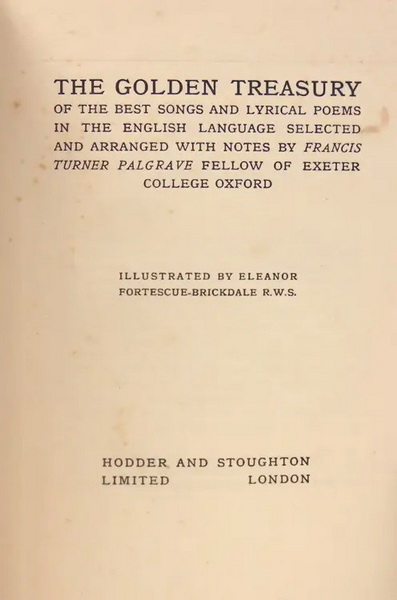 THE GOLDEN TREASURY
OF THE BEST SONGS AND LYRICAL POEMS
IN THE ENGLISH LANGUAGE SELECTED
AND ARRANGED WITH NOTES BY FRANCIS
TURNER PALGRAVE FELLOW OF EXETER
COLLEGE OXFORD
ILLUSTRATED BY ELEANOR
FORTESCUE-BRICKDALE R.W.S.
HODDER AND STOUGHTON
LIMITED LONDON